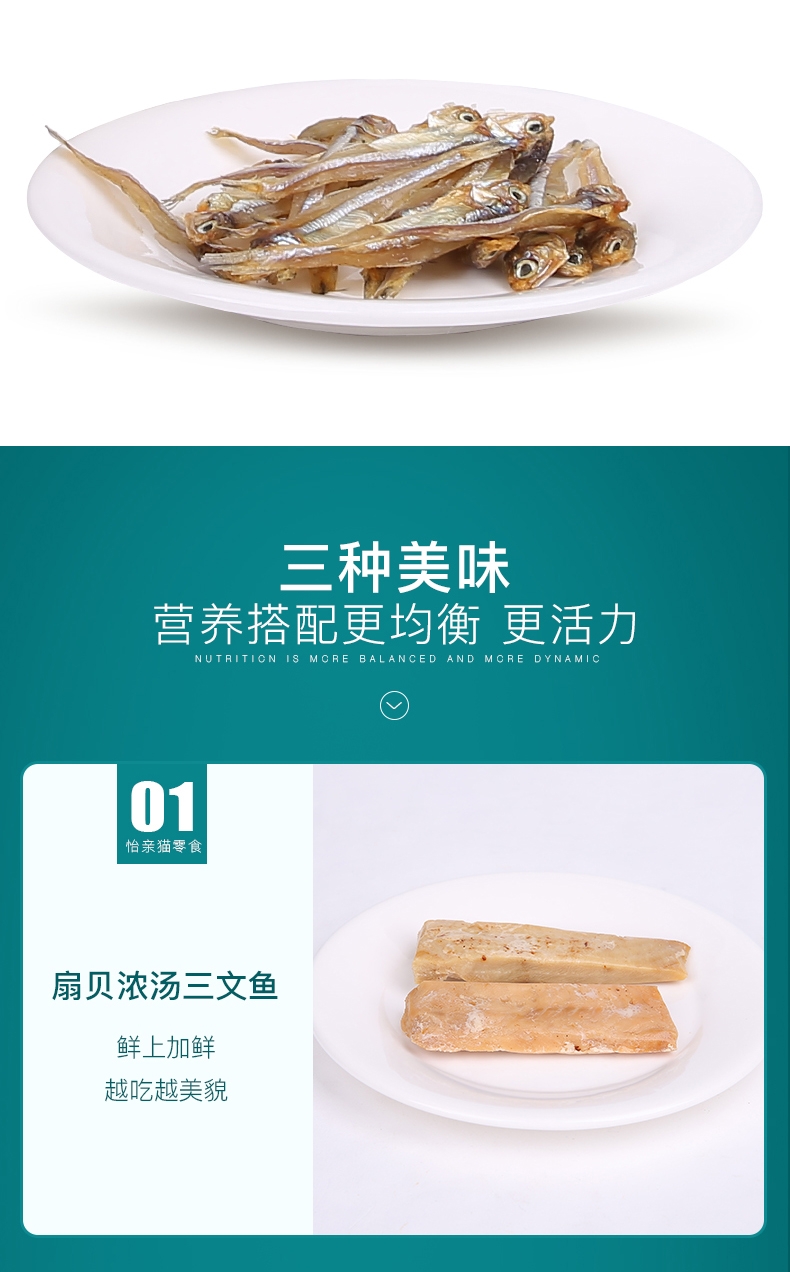 三种美味
营养搭配更均衡 更活力
NUTRITION IS MORE BALANCED AND MORE DYNAMIC
01
怡亲猫零食
扇贝浓汤三文鱼
鲜上加鲜
越吃越美貌